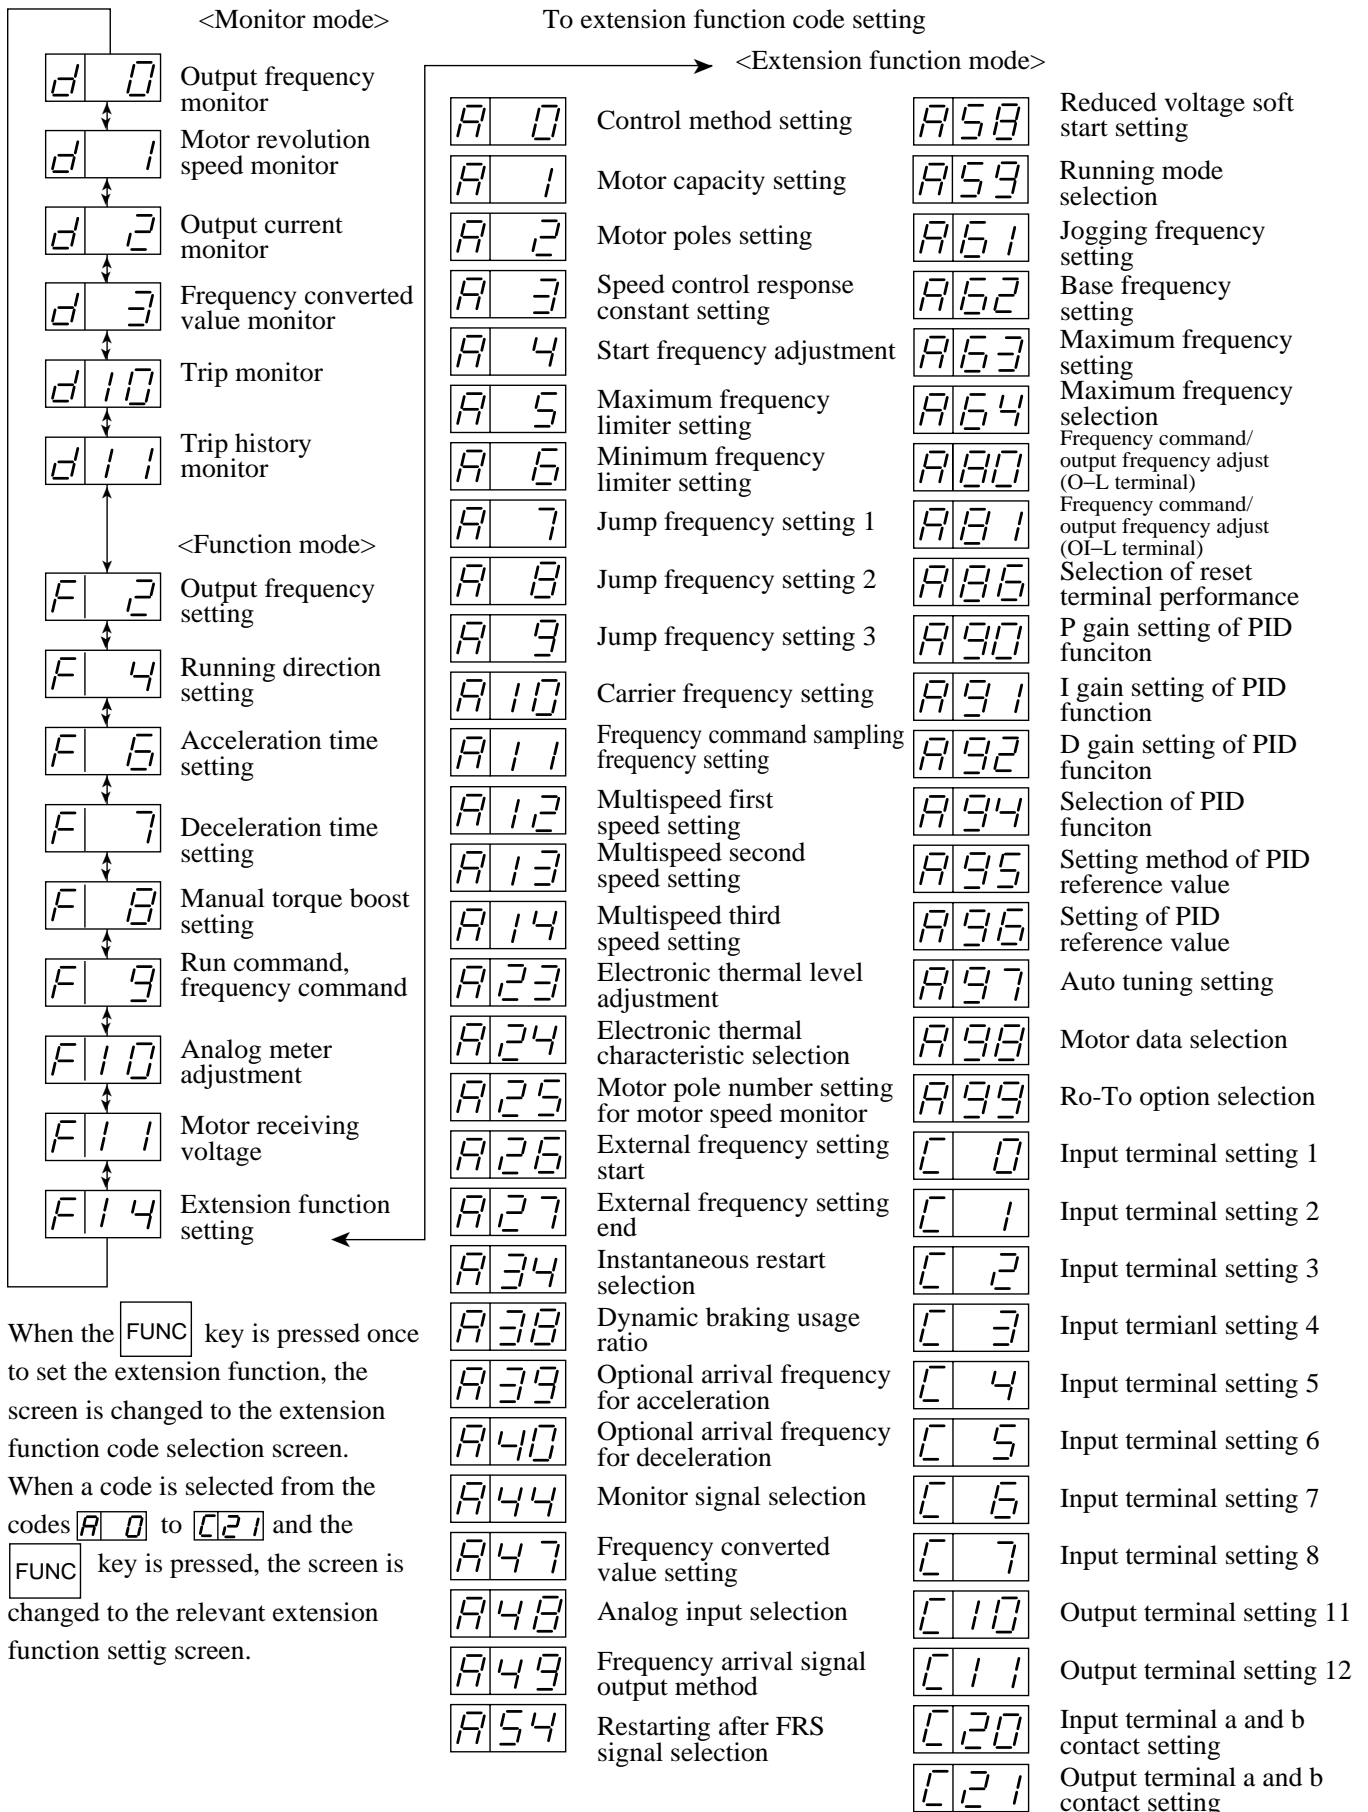 <Monitor mode>
d 0 Output frequency
monitor
d 1 Motor revolution
speed monitor
d 2 Output current
monitor
d 3 Frequency converted
value monitor
d 10 Trip monitor
d 11 Trip history
monitor
<Function mode>
F 2 Output frequency
setting
F 4 Running direction
setting
F 6 Acceleration time
setting
F 7 Deceleration time
setting
F 8 Manual torque boost
setting
F 9 Run command,
frequency command
F 10 Analog meter
adjustment
F 11 Motor receiving
voltage
F 14 Extension function
setting
When the FUNC key is pressed once
to set the extension function, the
screen is changed to the extension
function code selection screen.
When a code is selected from the
codes A 0 to C 21 and the
FUNC key is pressed, the screen is
changed to the relevant extension
function settig screen.
To extension function code setting
<Extension function mode>
A 0 Control method setting
A 1 Motor capacity setting
A 2 Motor poles setting
A 3 Speed control response
constant setting
A 4 Start frequency adjustment
A 5 Maximum frequency
limiter setting
A 6 Minimum frequency
limiter setting
A 7 Jump frequency setting 1
A 8 Jump frequency setting 2
A 9 Jump frequency setting 3
A 10 Carrier frequency setting
A 11 Frequency command sampling
frequency setting
A 12 Multispeed first
speed setting
A 13 Multispeed second
speed setting
A 14 Multispeed third
speed setting
A 23 Electronic thermal level
adjustment
A 24 Electronic thermal
characteristic selection
A 25 Motor pole number setting
for motor speed monitor
A 26 External frequency setting
start
A 27 External frequency setting
end
A 34 Instantaneous restart
selection
A 38 Dynamic braking usage
ratio
A 39 Optional arrival frequency
for acceleration
A 40 Optional arrival frequency
for deceleration
A 44 Monitor signal selection
A 47 Frequency converted
value setting
A 48 Analog input selection
A 49 Frequency arrival signal
output method
A 54 Restarting after FRS
signal selection
A 58 Reduced voltage soft
start setting
A 59 Running mode
selection
A 61 Jogging frequency
setting
A 62 Base frequency
setting
A 63 Maximum frequency
setting
A 64 Maximum frequency
selection
A 80 Frequency command/
output frequency adjust
(O–L terminal)
A 81 Frequency command/
output frequency adjust
(OI–L terminal)
A 86 Selection of reset
terminal performance
A 90 P gain setting of PID
funciton
A 91 I gain setting of PID
function
A 92 D gain setting of PID
funciton
A 94 Selection of PID
funciton
A 95 Setting method of PID
reference value
A 96 Setting of PID
reference value
A 97 Auto tuning setting
A 98 Motor data selection
A 99 Ro-To option selection
C 0 Input terminal setting 1
C 1 Input terminal setting 2
C 2 Input terminal setting 3
C 3 Input termianl setting 4
C 4 Input terminal setting 5
C 5 Input terminal setting 6
C 6 Input terminal setting 7
C 7 Input terminal setting 8
C 10 Output terminal setting 11
C 11 Output terminal setting 12
C 20 Input terminal a and b
contact setting
C 21 Output terminal a and b
contact setting